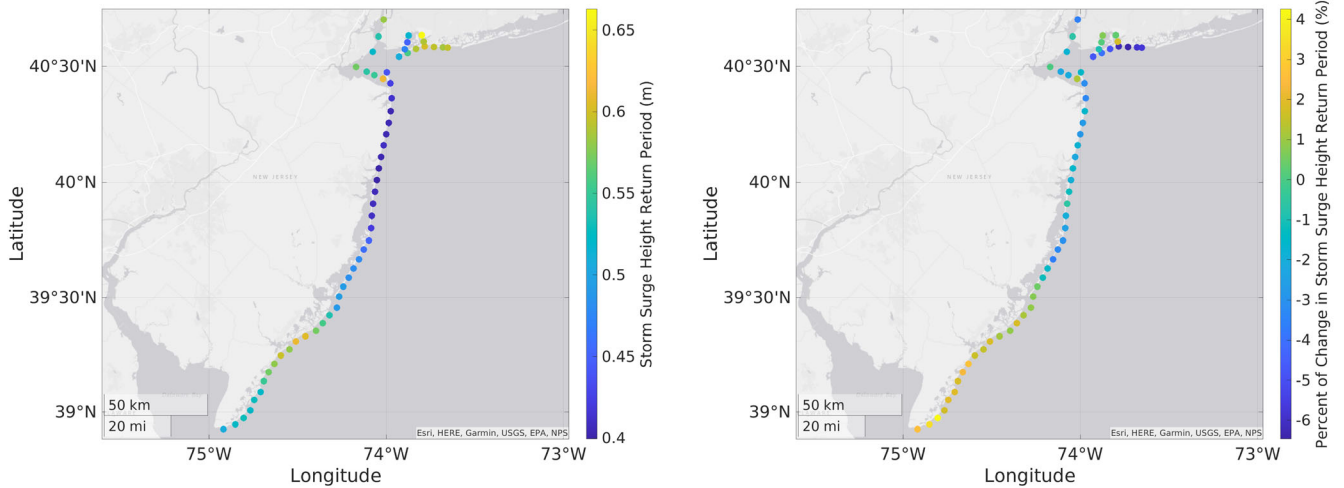 40°30'N
40°N
39°30'N
39°N
Latitude
NEW JERSEY
50 km
20 mi
Esri, HERE, Garmin, USGS, EPA, NPS
75°W
74°W
73°W
Longitude
0.65
0.6
0.55
0.5
0.45
0.4
Storm Surge Height Return Period (m)
40°30'N
40°N
39°30'N
39°N
Latitude
NEW JERSEY
50 km
20 mi
Esri, HERE, Garmin, USGS, EPA, NPS
75°W
74°W
73°W
Longitude
4
3
2
1
0
-1
-2
-3
-4
-5
-6
Percent of Change in Storm Surge Height Return Period (%)